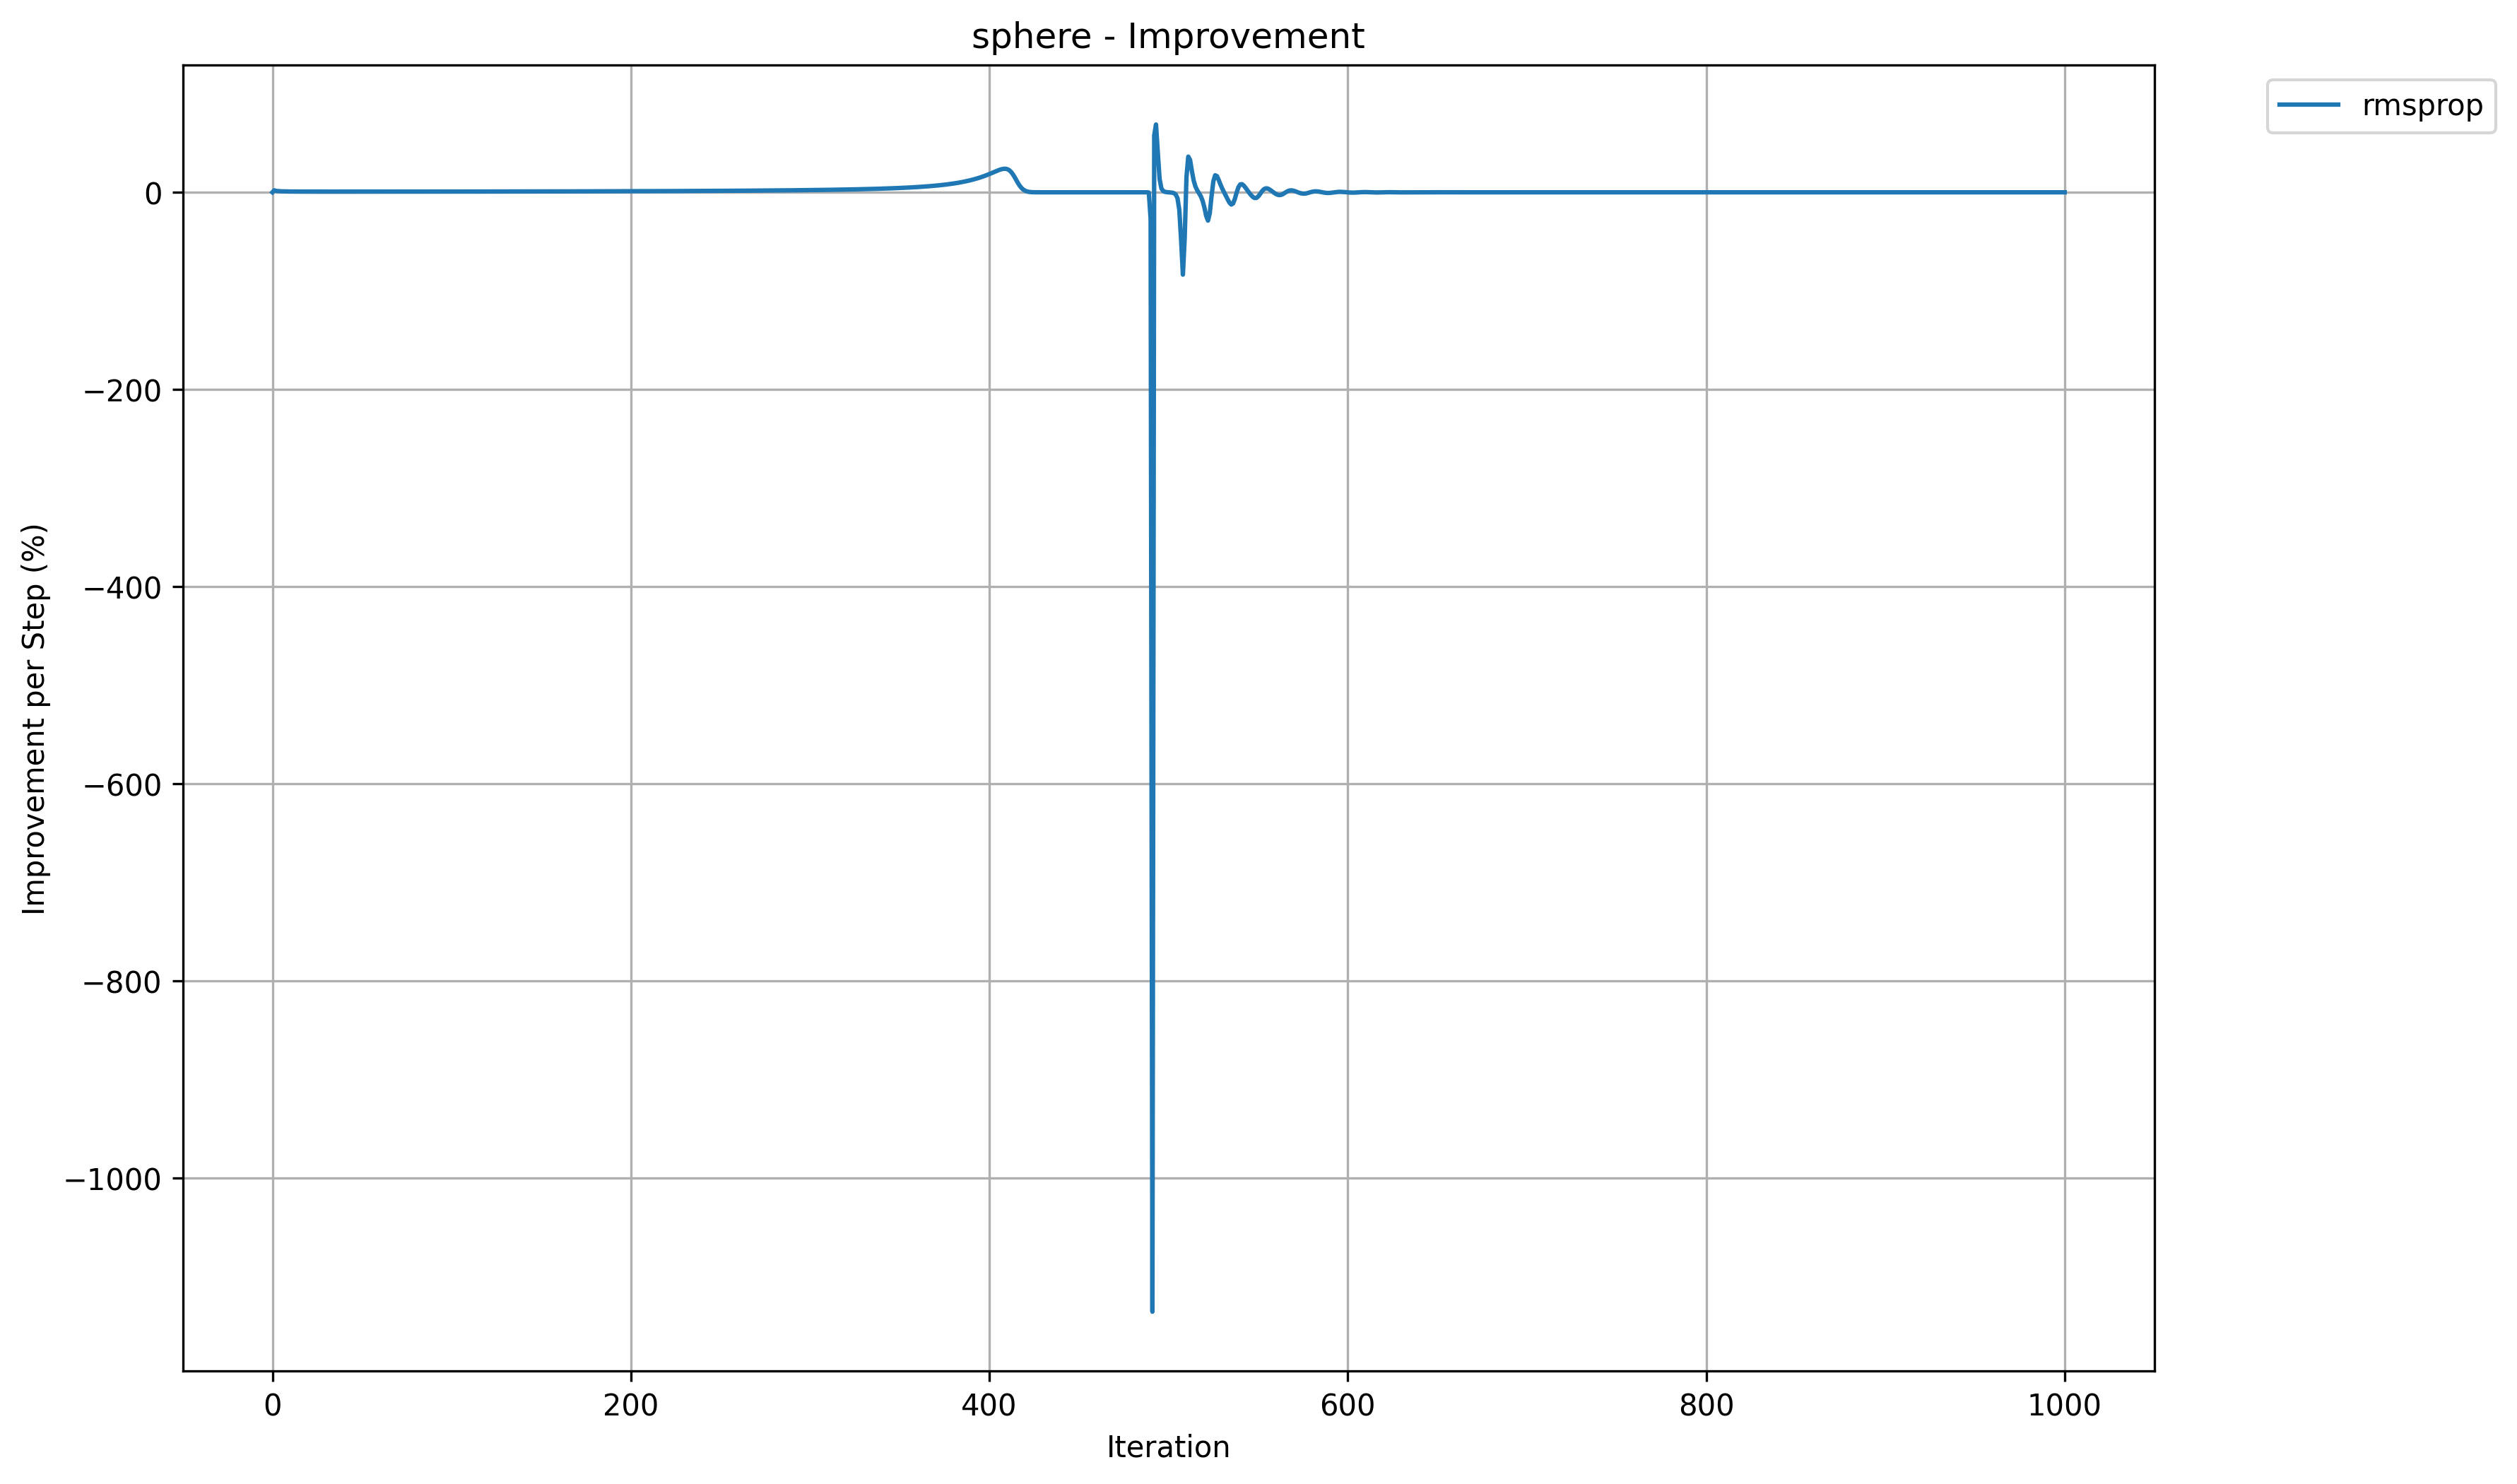 sphere - Improvement
rmsprop
Improvement per Step (%)
0
−200
−400
−600
−800
−1000
0 200 400 600 800 1000
Iteration